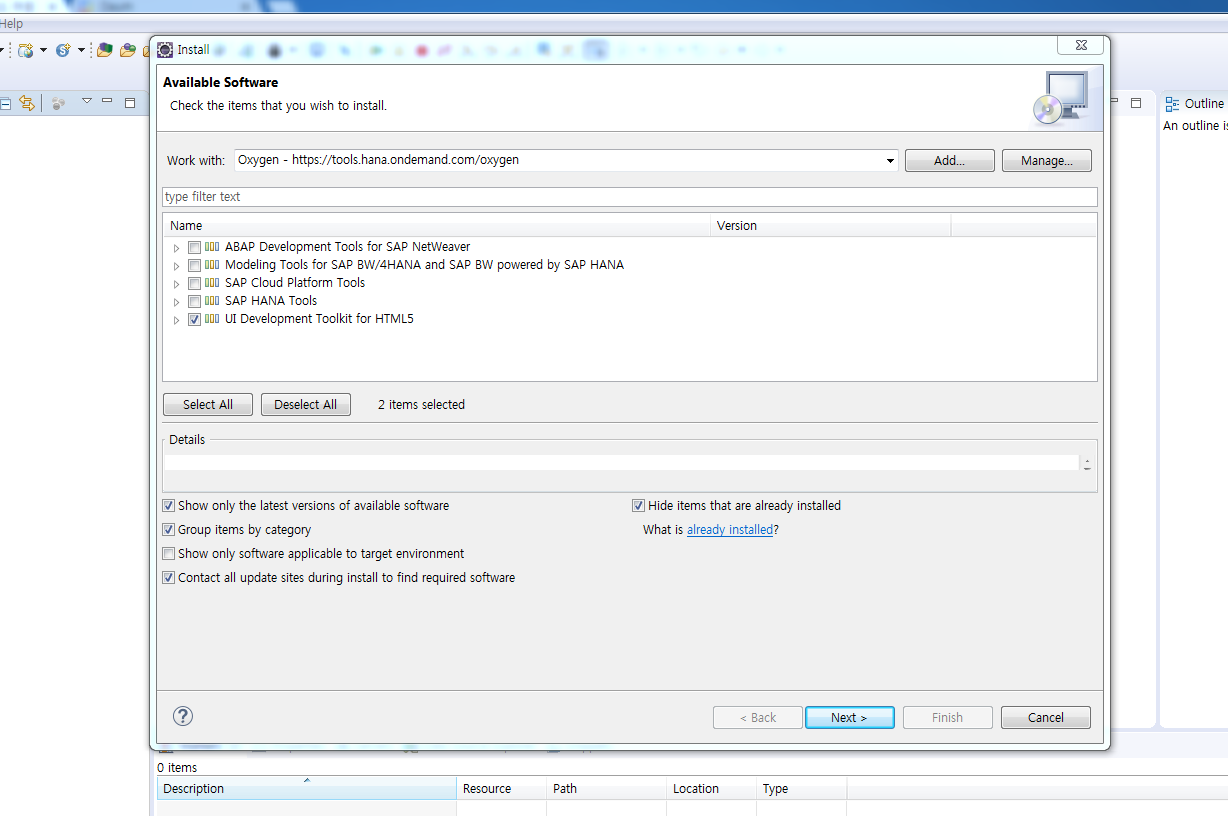 Help
Install
Available Software
Check the items that you wish to install.
Outline
An outline is
Work with: Oxygen - https://tools.hana.ondemand.com/oxygen Add... Manage...
type filter text
Name Version
ABAP Development Tools for SAP NetWeaver
Modeling Tools for SAP BW/4HANA and SAP BW powered by SAP HANA
SAP Cloud Platform Tools
SAP HANA Tools
UI Development Toolkit for HTML5
Select All Deselect All 2 items selected
Details
Show only the latest versions of available software Hide items that are already installed
Group items by category What is already installed?
Show only software applicable to target environment
Contact all update sites during install to find required software
? < Back Next > Finish Cancel
0 items
Description Resource Path Location Type